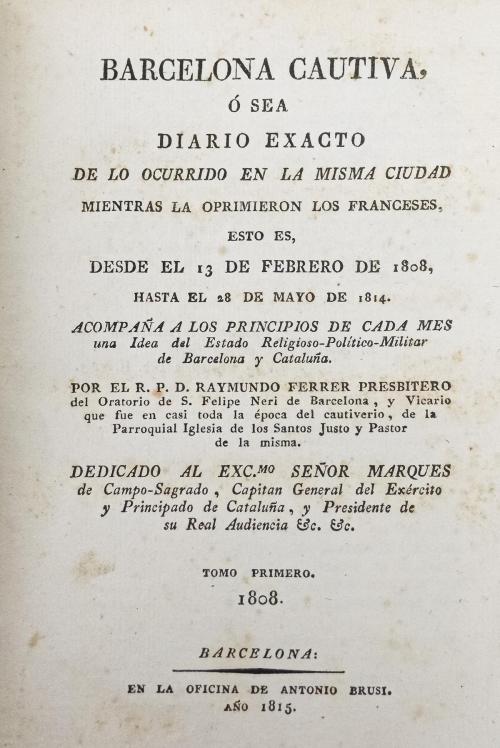 BARCELONA CAUTIVA,
Ó SEA
DIARIO EXACTO
DE LO OCURRIDO EN LA MISMA CIUDAD
MIENTRAS LA OPRIMIERON LOS FRANCESES,
ESTO ES,
DESDE EL 13 DE FEBRERO DE 1808,
HASTA EL 28 DE MAYO DE 1814.
ACOMPAÑA A LOS PRINCIPIOS DE CADA MES
una Idea del Estado Religioso-Político-Militar
de Barcelona y Cataluña.
POR EL R. P. D. RAYMUNDO FERRER PRESBITERO
del Oratorio de S. Felipe Neri de Barcelona, y Vicario
que fue en casi toda la época del cautiverio, de la
Parroquial Iglesia de los Santos Justo y Pastor
de la misma.
DEDICADO AL EXC.MO SEÑOR MARQUES
de Campo-Sagrado, Capitan General del Exército
y Principado de Cataluña, y Presidente de
su Real Audiencia &c. &c.
TOMO PRIMERO.
1808.
BARCELONA:
EN LA OFICINA DE ANTONIO BRUSI.
AÑO 1815.